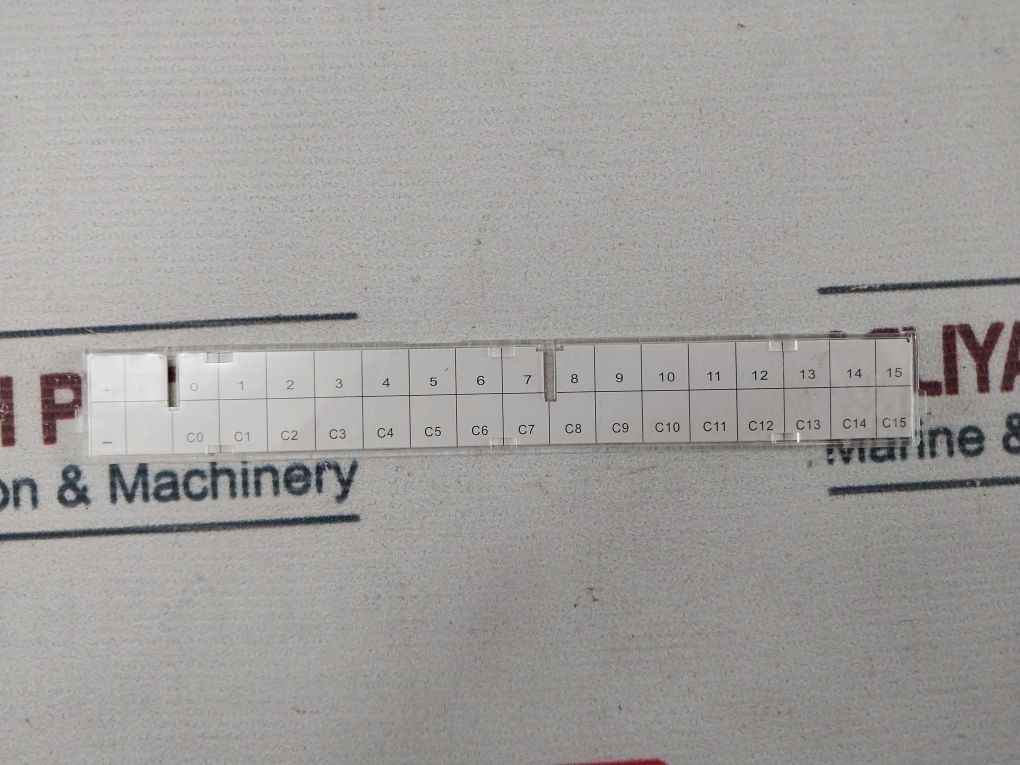 + 0 1 2 3 4 5 6 7 8 9 10 11 12 13 14 15
− C0 C1 C2 C3 C4 C5 C6 C7 C8 C9 C10 C11 C12 C13 C14 C15
& Machinery
Marine &